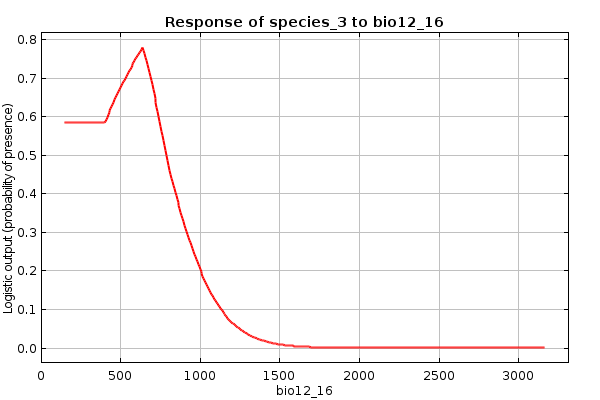 Response of species_3 to bio12_16
Logistic output (probability of presence)
0.8
0.7
0.6
0.5
0.4
0.3
0.2
0.1
0.0
0 500 1000 1500 2000 2500 3000
bio12_16